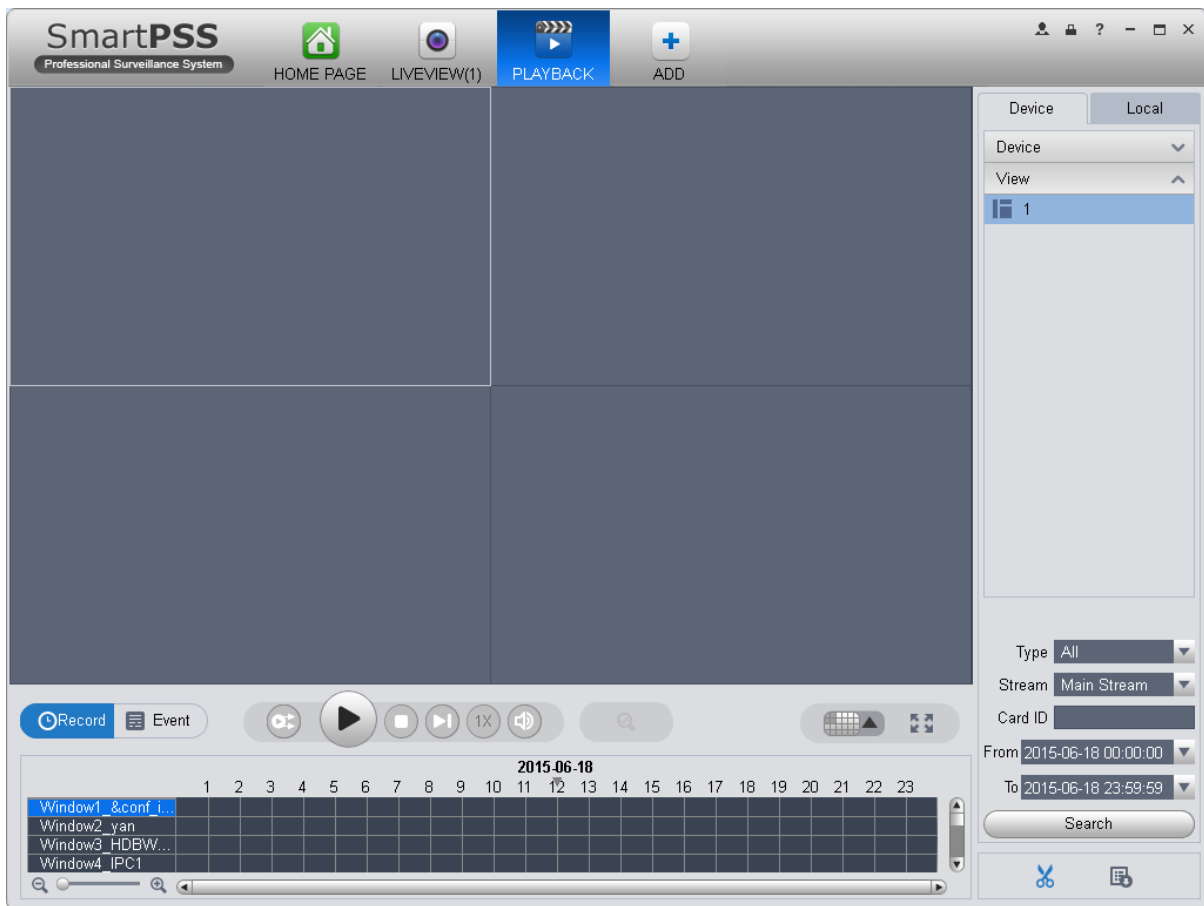 SmartPSS
Professional Surveillance System
HOME PAGE
LIVEVIEW(1)
PLAYBACK
ADD
?
Device
Local
Device
View
1
Type All
Stream Main Stream
Card ID
From 2015-06-18 00:00:00
To 2015-06-18 23:59:59
Search
Record
Event
1X
2015-06-18
1 2 3 4 5 6 7 8 9 10 11 12 13 14 15 16 17 18 19 20 21 22 23
Window1_&conf_i...
Window2_yan
Window3_HDBW...
Window4_IPC1